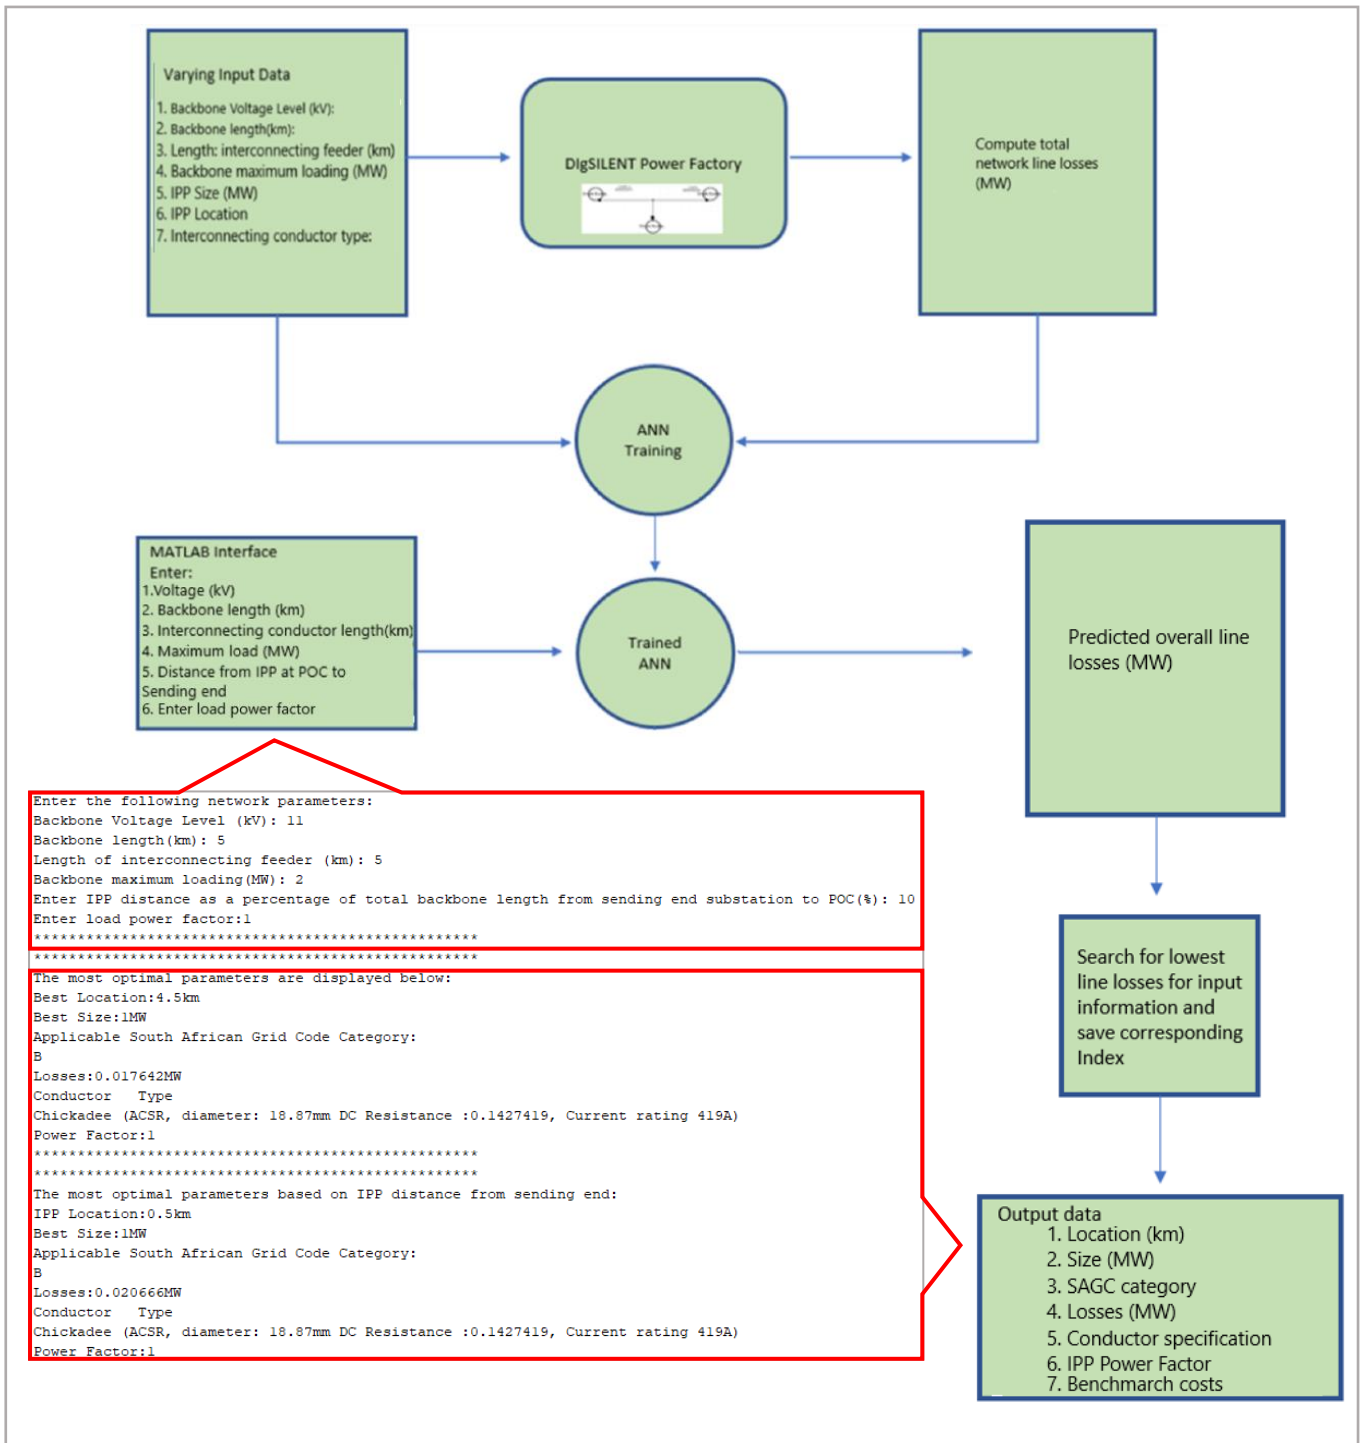 Varying Input Data
1. Backbone Voltage Level (kV):
2. Backbone length(km):
3. Length: interconnecting feeder (km)
4. Backbone maximum loading (MW)
5. IPP Size (MW)
6. IPP Location
7. Interconnecting conductor type:
DIgSILENT Power Factory
Compute total
network line losses
(MW)
ANN
Training
MATLAB Interface
Enter:
1.Voltage (kV)
2. Backbone length (km)
3. Interconnecting conductor length(km)
4. Maximum load (MW)
5. Distance from IPP at POC to
Sending end
6. Enter load power factor
Trained
ANN
Predicted overall line
losses (MW)
Enter the following network parameters:
Backbone Voltage Level (kV): 11
Backbone length(km): 5
Length of interconnecting feeder (km): 5
Backbone maximum loading(MW): 2
Enter IPP distance as a percentage of total backbone length from sending end substation to POC(%): 10
Enter load power factor:1
***************************************************
***************************************************
The most optimal parameters are displayed below:
Best Location:4.5km
Best Size:1MW
Applicable South African Grid Code Category:
B
Losses:0.017642MW
Conductor   Type
Chickadee (ACSR, diameter: 18.87mm DC Resistance :0.1427419, Current rating 419A)
Power Factor:1
***************************************************
***************************************************
The most optimal parameters based on IPP distance from sending end:
IPP Location:0.5km
Best Size:1MW
Applicable South African Grid Code Category:
B
Losses:0.020666MW
Conductor   Type
Chickadee (ACSR, diameter: 18.87mm DC Resistance :0.1427419, Current rating 419A)
Power Factor:1
Search for lowest
line losses for input
information and
save corresponding
Index
Output data
1. Location (km)
2. Size (MW)
3. SAGC category
4. Losses (MW)
5. Conductor specification
6. IPP Power Factor
7. Benchmarch costs